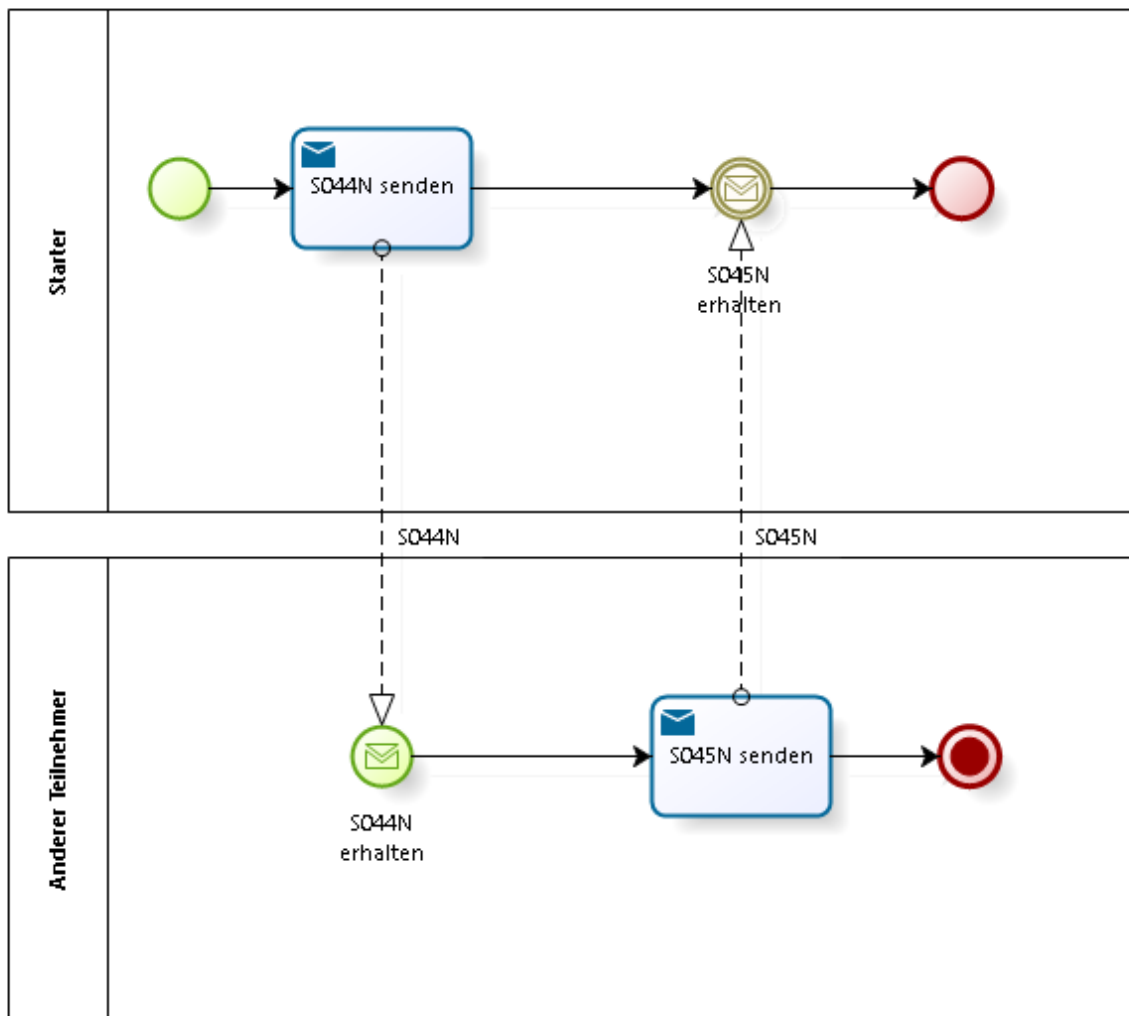 Starter
S044N senden
S045N
erhalten
S044N
S045N
Anderer Teilnehmer
S044N
erhalten
S045N senden